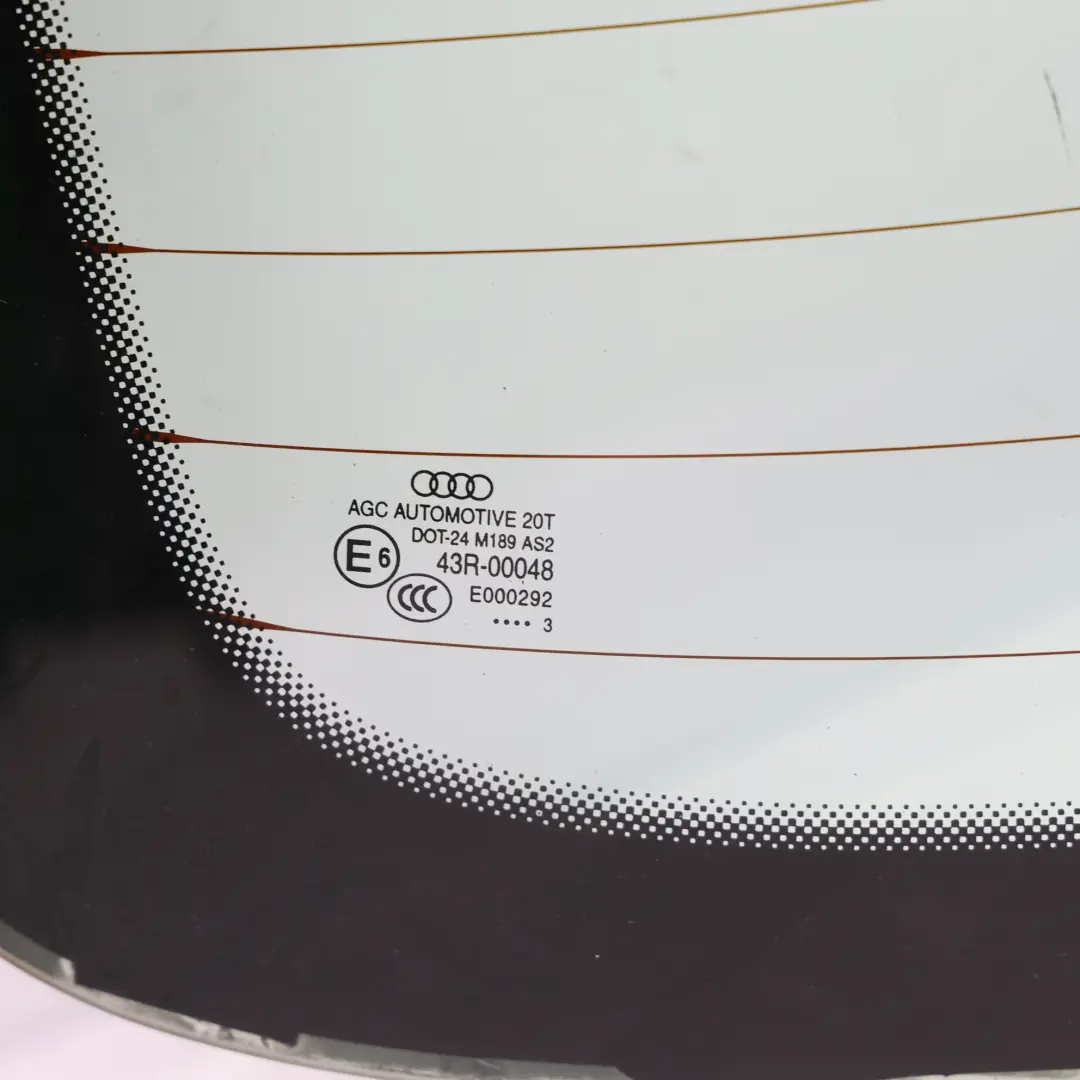 AGC AUTOMOTIVE 20T
DOT-24 M189 AS2
E6 43R-00048
CCC E000292
.... 3